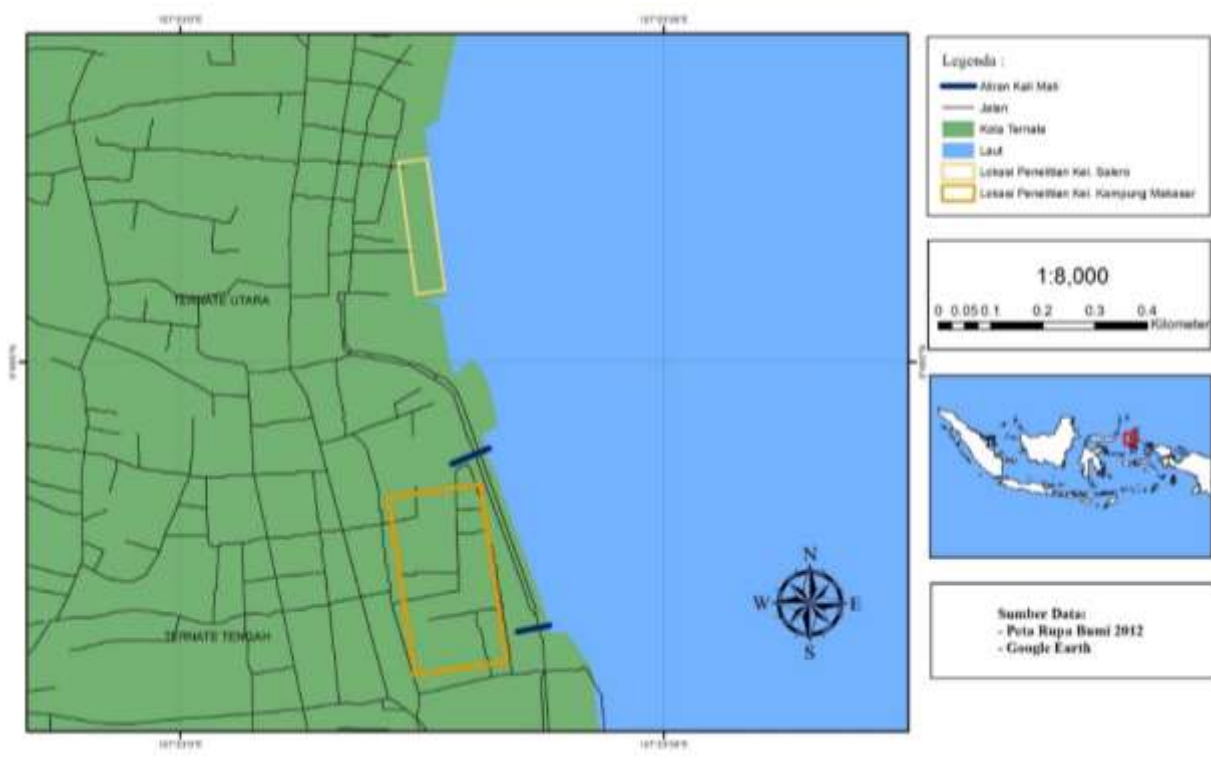 TERNATE UTARA
TERNATE TENGAH
N
W E
S
Legenda :
Aliran Kali Mati
Jalan
Kota Ternate
Laut
Lokasi Penelitian Kel. Salero
Lokasi Penelitian Kel. Kampung Makasar
1:8,000
0 0.05 0.1 0.2 0.3 0.4
Kilometer
Sumber Data:
- Peta Rupa Bumi 2012
- Google Earth